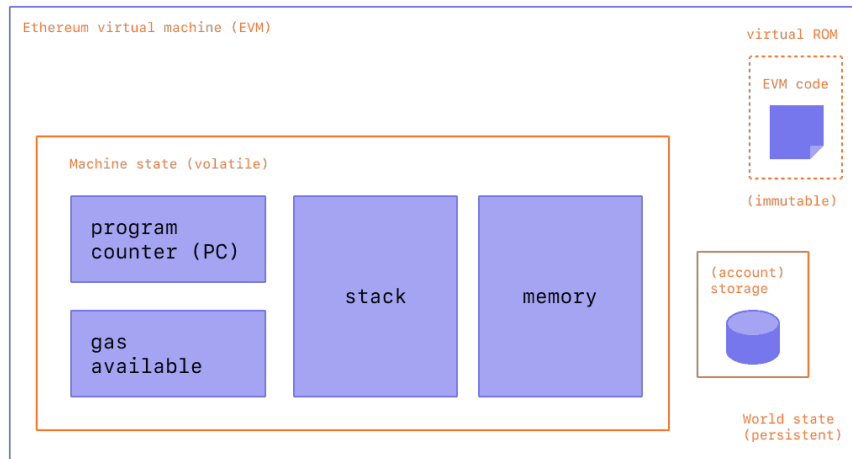 Ethereum virtual machine (EVM)
virtual ROM
EVM code
(immutable)
Machine state (volatile)
program
counter (PC)
gas
available
stack
memory
(account)
storage
World state
(persistent)